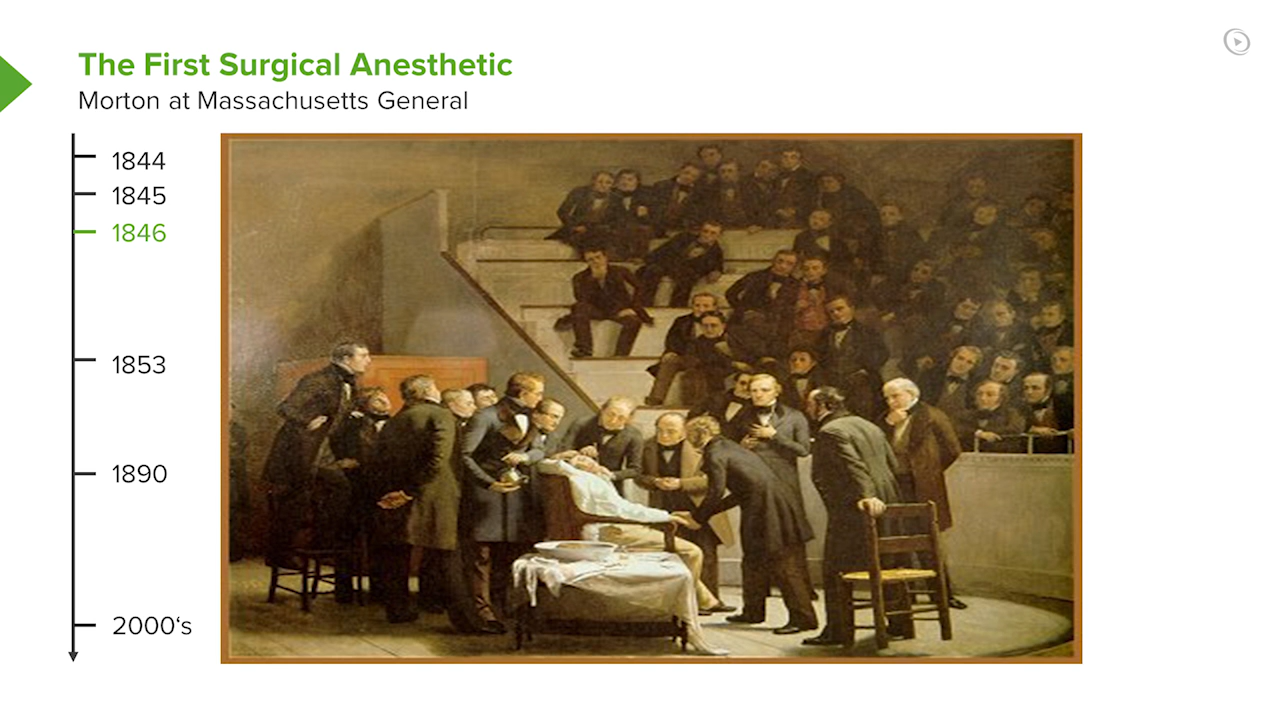 The First Surgical Anesthetic
Morton at Massachusetts General
1844
1845
1846
1853
1890
2000‘s